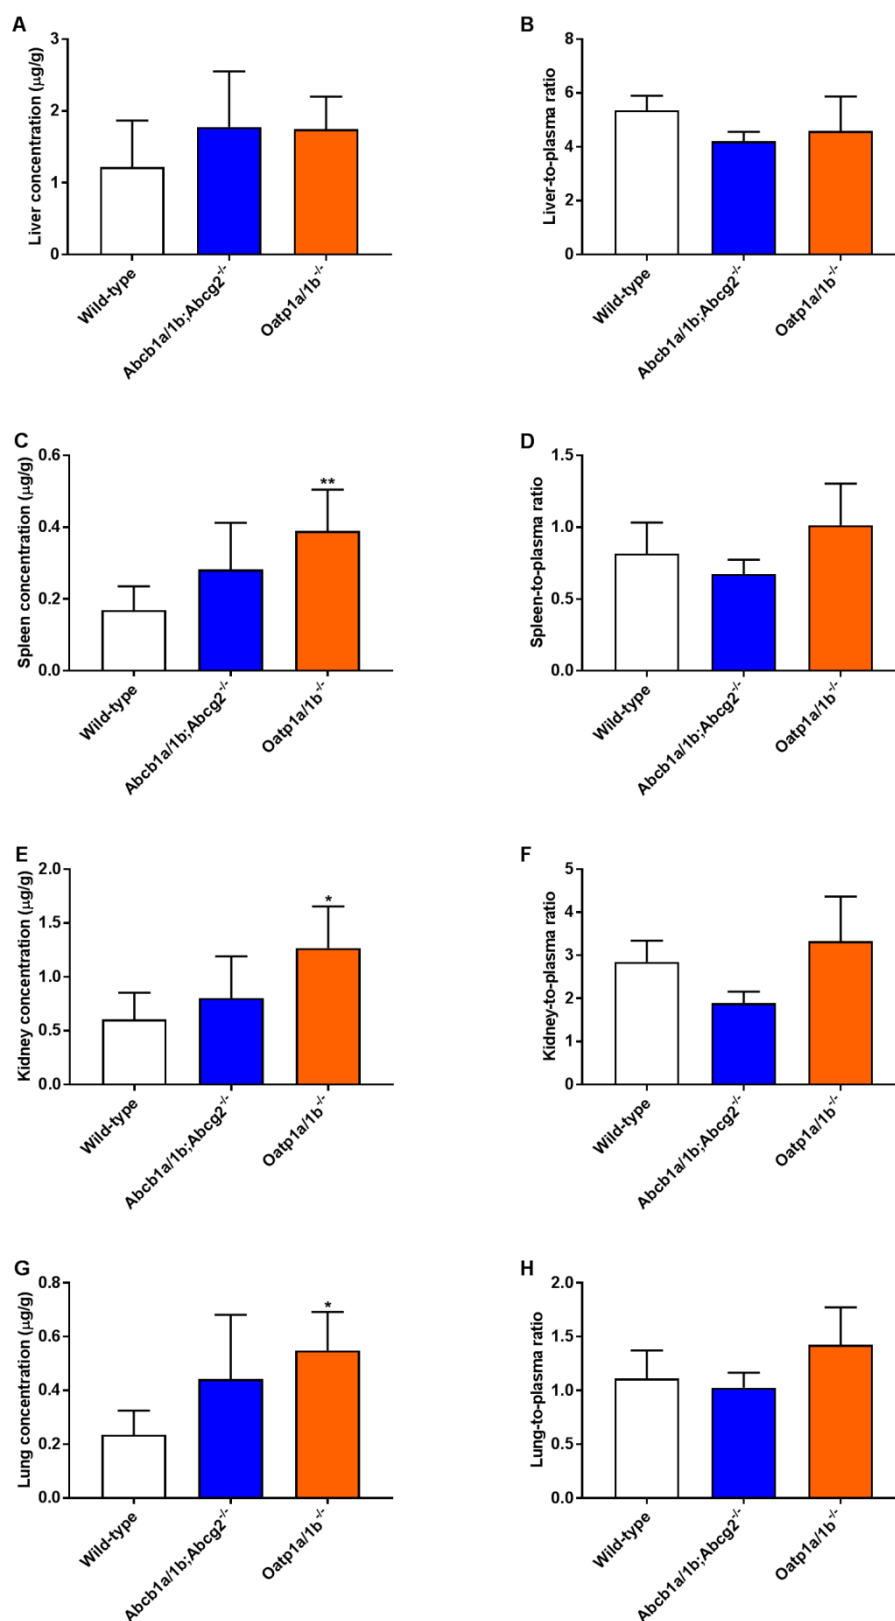 A
Liver concentration (µg/g)
3
2
1
0
Wild-type
Abcb1a/1b;Abcg2-/-
Oatp1a/1b-/-
B
Liver-to-plasma ratio
8
6
4
2
0
Wild-type
Abcb1a/1b;Abcg2-/-
Oatp1a/1b-/-
C
Spleen concentration (µg/g)
0.6
0.4
0.2
0.0
**
Wild-type
Abcb1a/1b;Abcg2-/-
Oatp1a/1b-/-
D
Spleen-to-plasma ratio
1.5
1.0
0.5
0.0
Wild-type
Abcb1a/1b;Abcg2-/-
Oatp1a/1b-/-
E
Kidney concentration (µg/g)
2.0
1.5
1.0
0.5
0.0
*
Wild-type
Abcb1a/1b;Abcg2-/-
Oatp1a/1b-/-
F
Kidney-to-plasma ratio
5
4
3
2
1
0
Wild-type
Abcb1a/1b;Abcg2-/-
Oatp1a/1b-/-
G
Lung concentration (µg/g)
0.8
0.6
0.4
0.2
0.0
*
Wild-type
Abcb1a/1b;Abcg2-/-
Oatp1a/1b-/-
H
Lung-to-plasma ratio
2.0
1.5
1.0
0.5
0.0
Wild-type
Abcb1a/1b;Abcg2-/-
Oatp1a/1b-/-